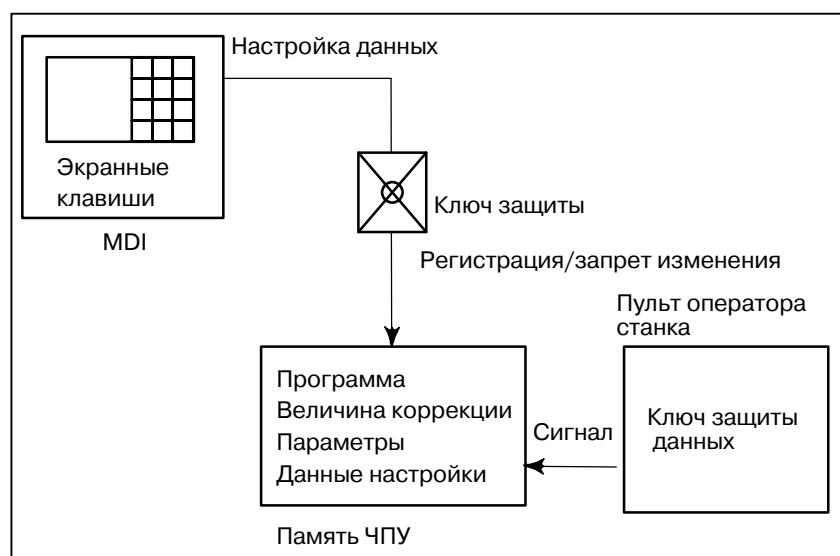 Настройка данных
Экранные
клавиши
MDI
Ключ защиты
Регистрация/запрет изменения
Пульт оператора
станка
Программа
Величина коррекции
Параметры
Данные настройки
Сигнал
Ключ защиты
данных
Память ЧПУ